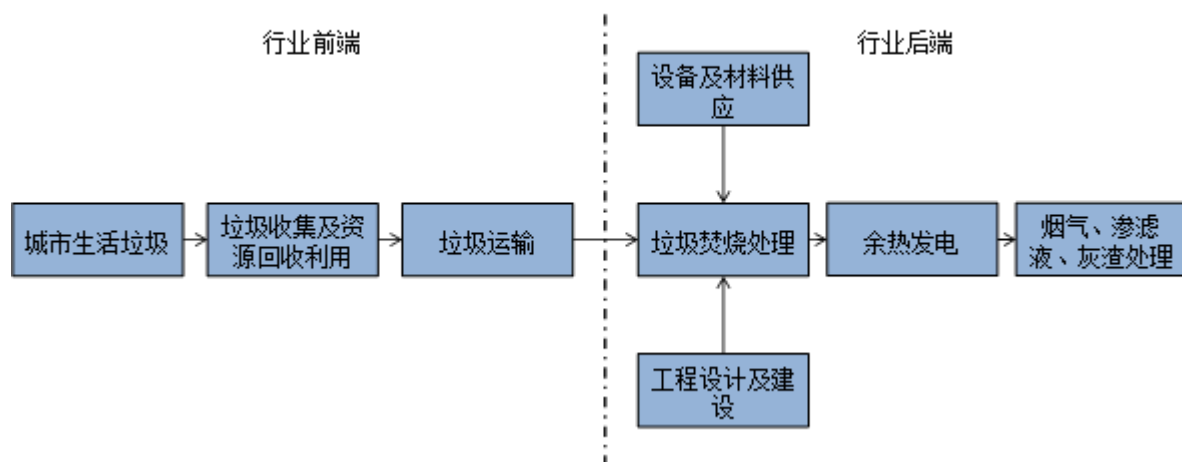 行业前端
行业后端
设备及材料供
应
城市生活垃圾
垃圾收集及资
源回收利用
垃圾运输
垃圾焚烧处理
余热发电
烟气、渗滤
液、灰渣处理
工程设计及建
设